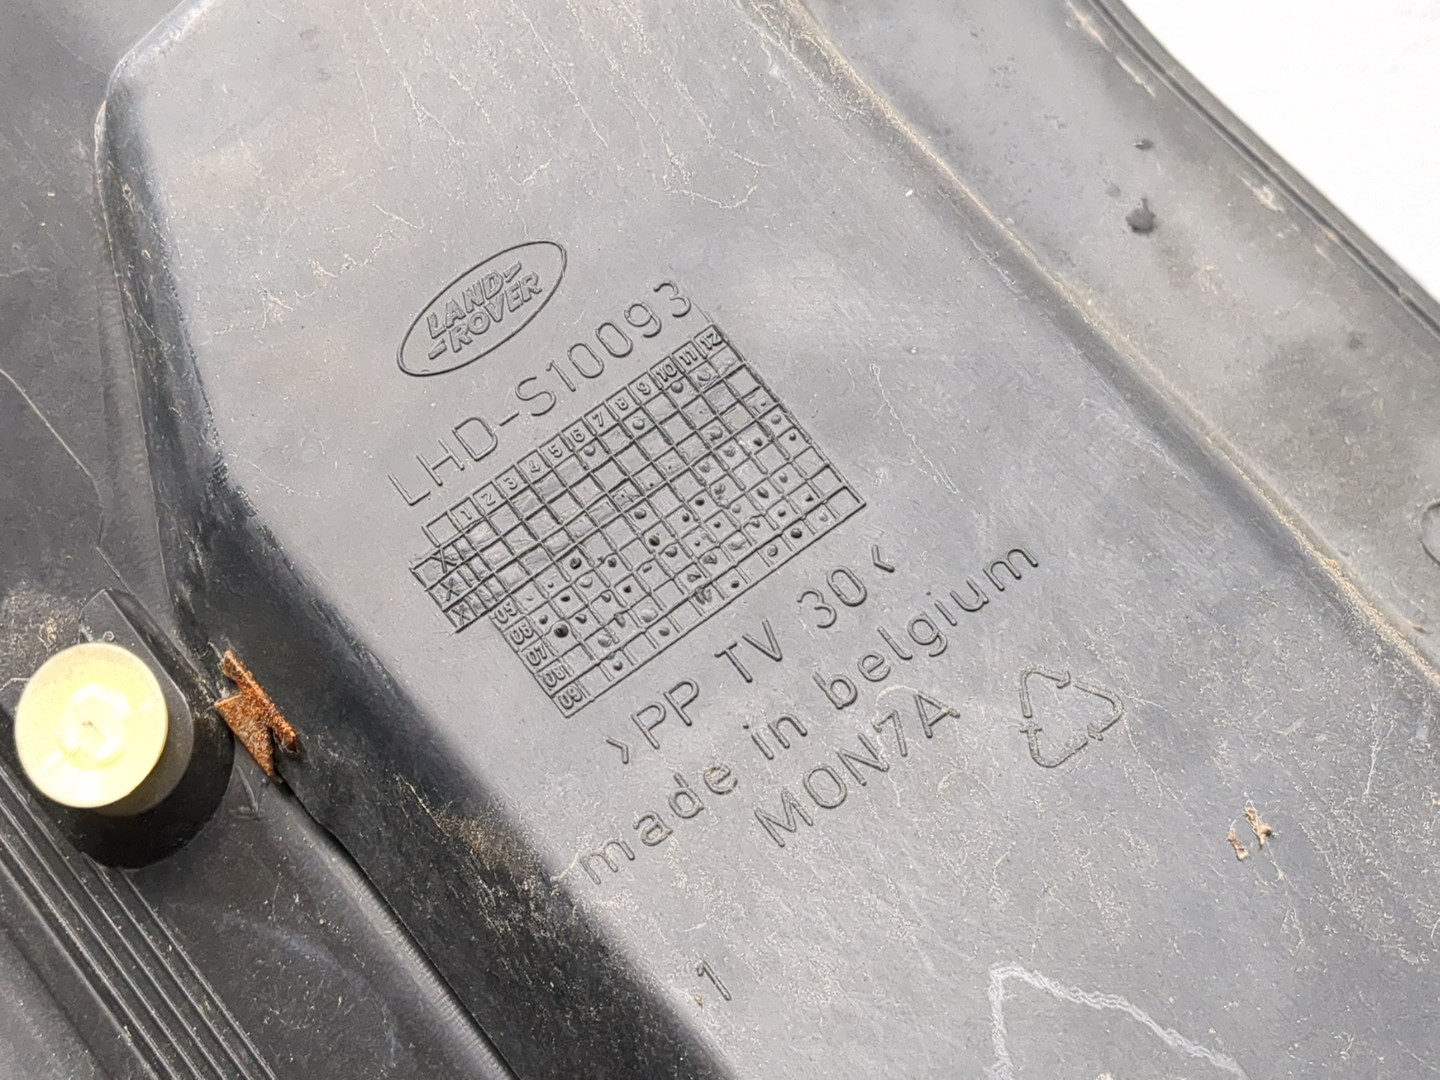 LAND-
-ROVER
LHD-S10093
1 2 3 4 5 6 7 8 9 10 11 12
X
X
X
05
06
07
08
09
>PP TV 30<
made in belgium
MON7A
1